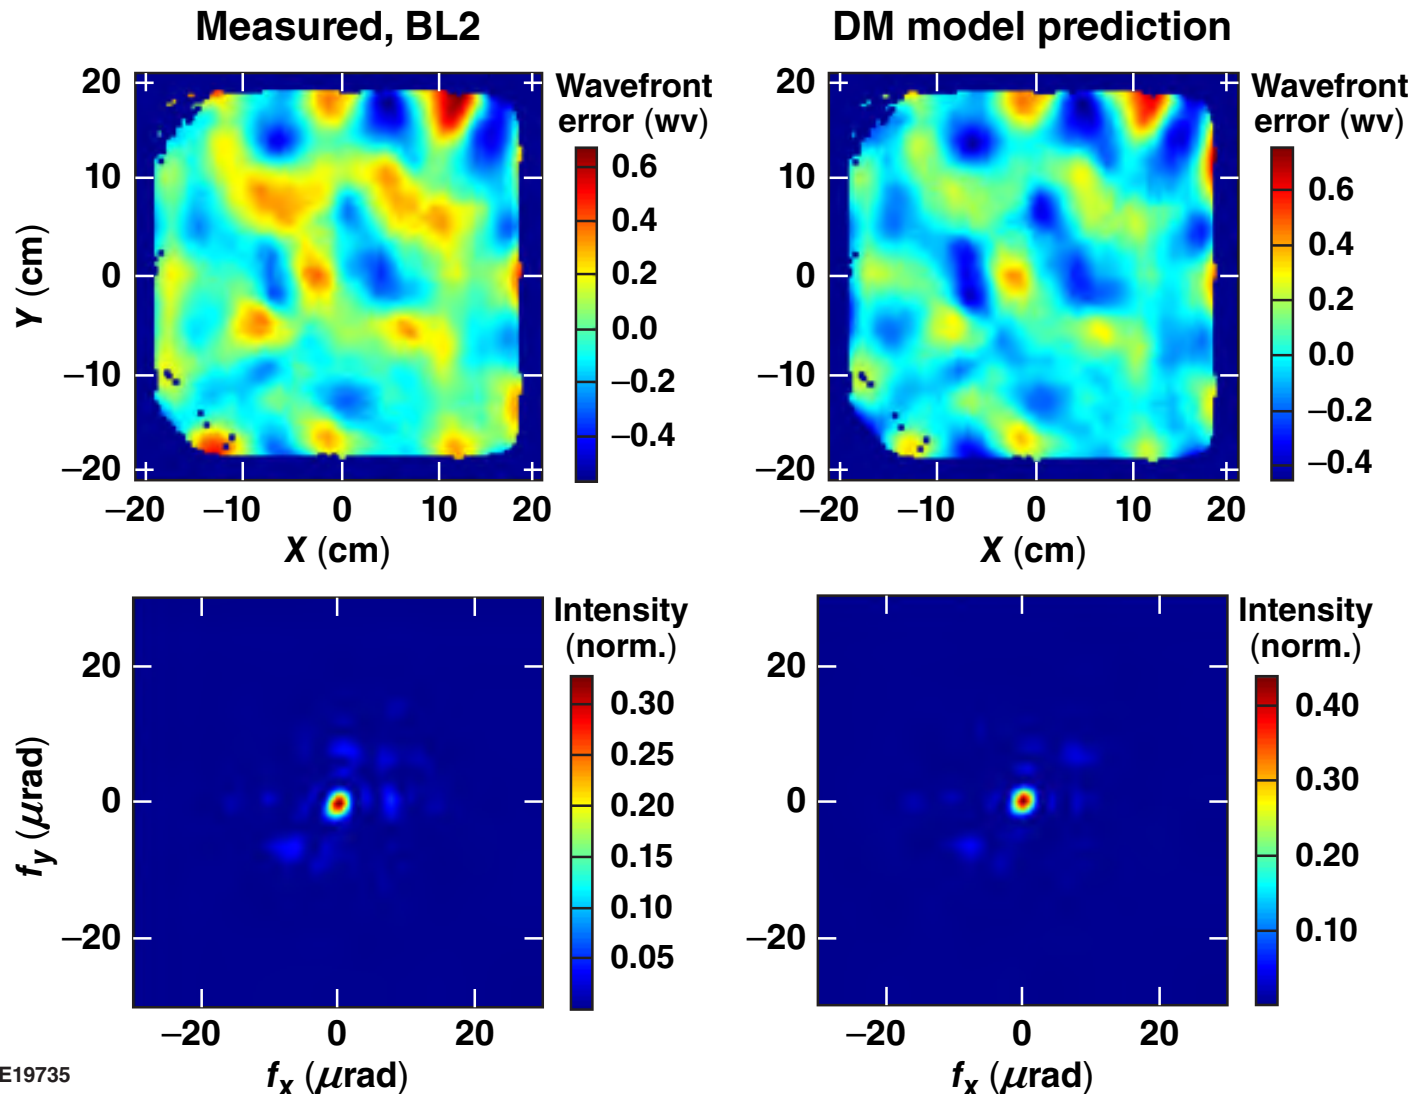 Measured, BL2
DM model prediction
Wavefront
error (wv)
20
10
0
–10
–20
Y (cm)
0.6
0.4
0.2
0.0
–0.2
–0.4
–20 –10 0 10 20
X (cm)
Wavefront
error (wv)
20
10
0
–10
–20
0.6
0.4
0.2
0.0
–0.2
–0.4
–20 –10 0 10 20
X (cm)
Intensity
(norm.)
20
0
–20
fy (μrad)
0.30
0.25
0.20
0.15
0.10
0.05
–20 0 20
fx (μrad)
Intensity
(norm.)
20
0
–20
0.40
0.30
0.20
0.10
–20 0 20
fx (μrad)
E19735